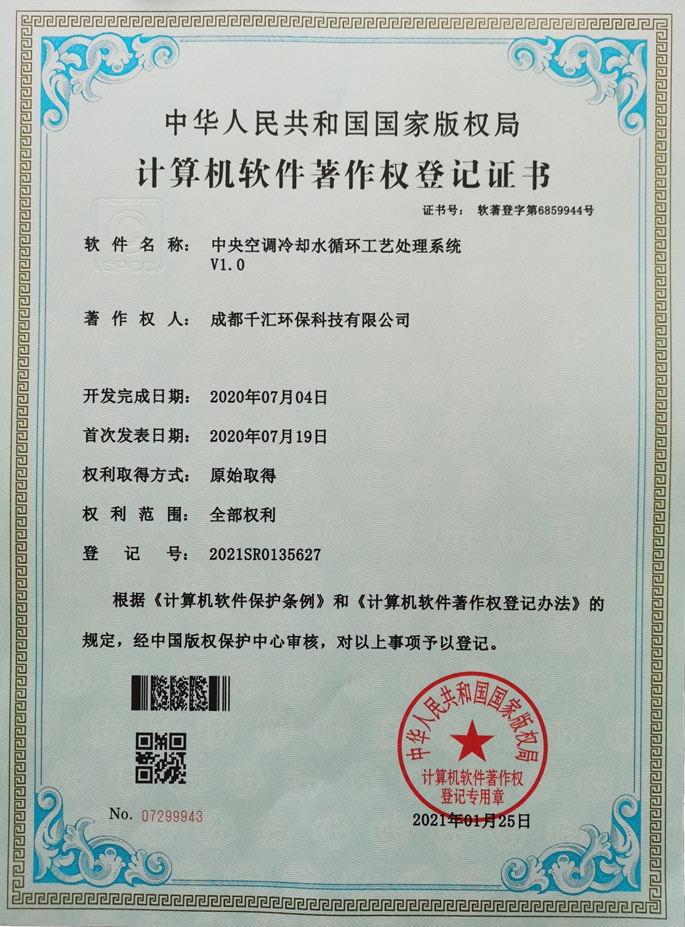 中华人民共和国国家版权局
计算机软件著作权登记证书
证书号： 软著登字第6859944号
软件名称： 中央空调冷却水循环工艺处理系统
V1.0
著作权人： 成都千汇环保科技有限公司
开发完成日期： 2020年07月04日
首次发表日期： 2020年07月19日
权利取得方式： 原始取得
权利范围： 全部权利
登记号： 2021SR0135627
根据《计算机软件保护条例》和《计算机软件著作权登记办法》的
规定，经中国版权保护中心审核，对以上事项予以登记。
中华人民共和国国家版权局
计算机软件著作权
登记专用章
No. 07299943
2021年01月25日